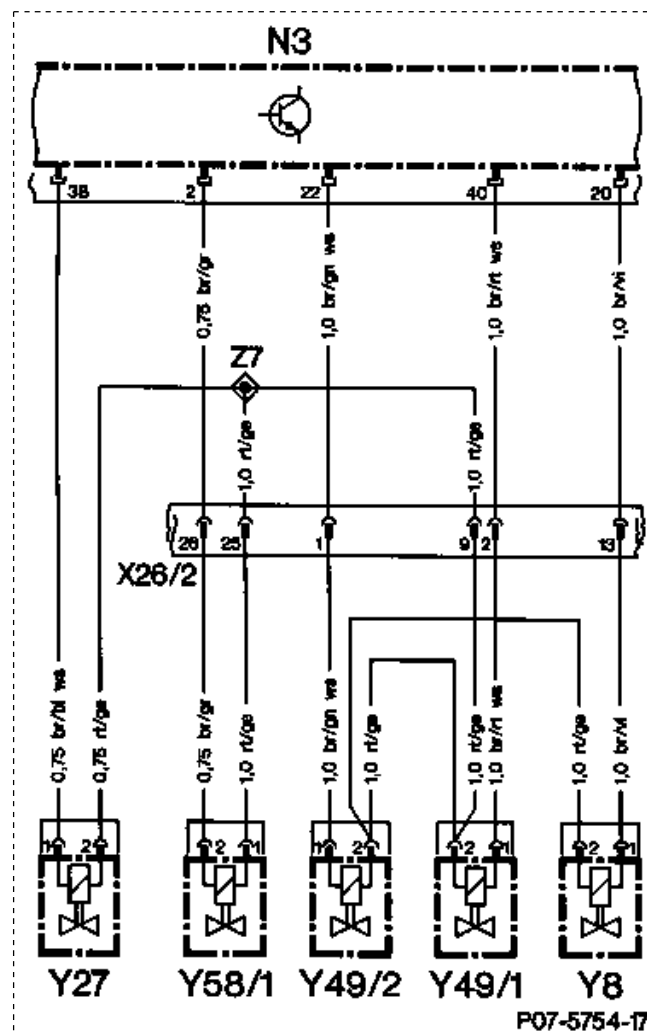 N3
38 2 22 40 20
0,75 br/gr
1,0 br/gn ws
1,0 br/rt ws
1,0 br/vi
Z7
1,0 rt/ge
1,0 rt/ge
26 25 1 9 2 13
X26/2
0,75 br/bl ws
0,75 rt/ge
0,75 br/gr
1,0 rt/ge
1,0 br/gn ws
1,0 rt/ge
1,0 rt/ge
1,0 br/rt ws
1,0 rt/ge
1,0 br/vi
1 2 2 1 1 2 2 1 2 1
Y27 Y58/1 Y49/2 Y49/1 Y8
P07-5754-17